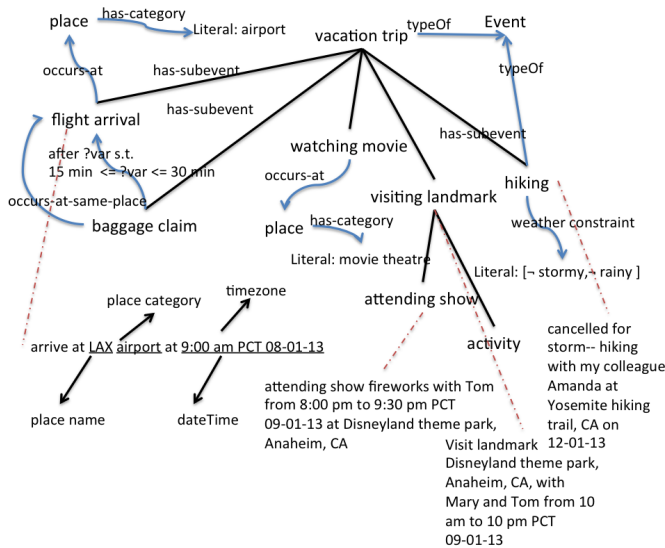 place
has-category
Literal: airport
vacation trip
typeOf
Event
occurs-at
has-subevent
typeOf
has-subevent
flight arrival
has-subevent
watching movie
after ?var s.t.
15 min <= ?var <= 30 min
occurs-at
hiking
visiting landmark
occurs-at-same-place
baggage claim
place
has-category
weather constraint
Literal: movie theatre
Literal: [¬ stormy,¬ rainy ]
timezone
place category
attending show
activity
arrive at LAX airport at 9:00 am PCT 08-01-13
place name
dateTime
attending show fireworks with Tom
from 8:00 pm to 9:30 pm PCT
09-01-13 at Disneyland theme park,
Anaheim, CA
cancelled for
storm-- hiking
with my colleague
Amanda at
Yosemite hiking
trail, CA on
12-01-13
Visit landmark
Disneyland theme park,
Anaheim, CA, with
Mary and Tom from 10
am to 10 pm PCT
09-01-13